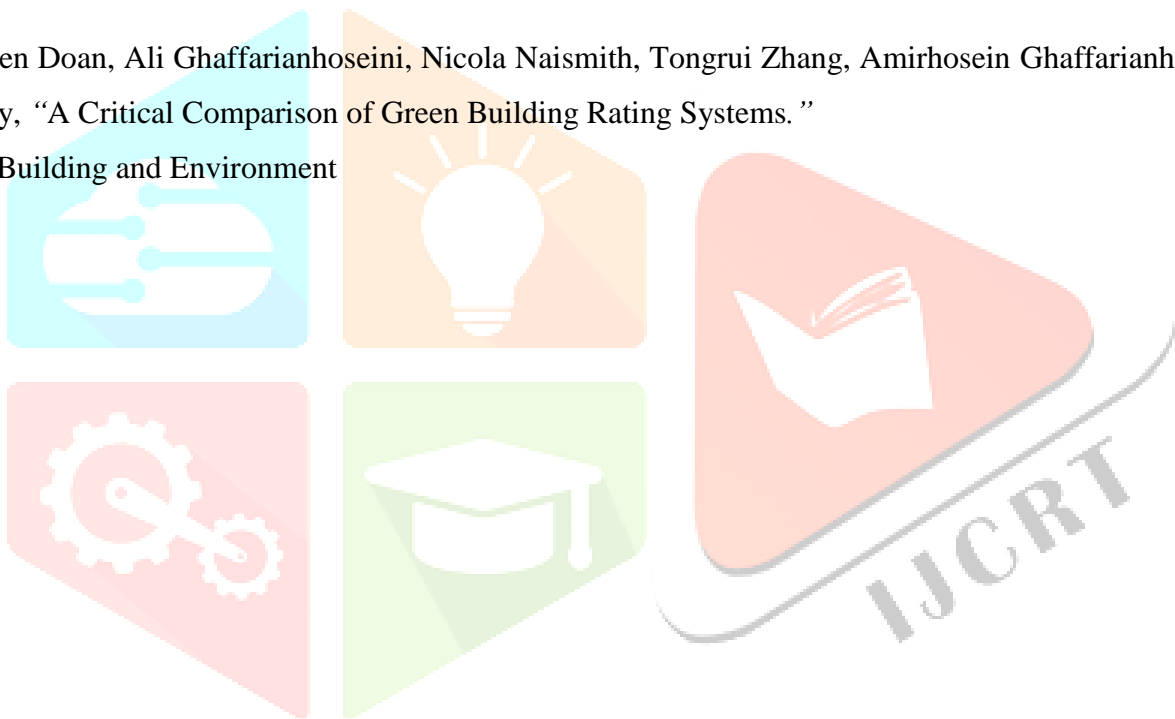 en Doan, Ali Ghaffarianhoseini, Nicola Naismith, Tongrui Zhang, Amirhosein Ghaffarianh
y, “A Critical Comparison of Green Building Rating Systems.”
Building and Environment
IJCRT